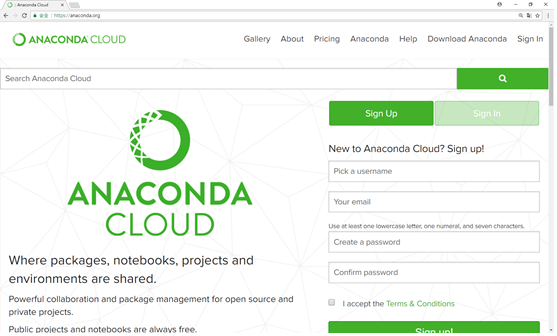 Anaconda Cloud
安全 | https://anaconda.org
ANACONDA CLOUD
Gallery About Pricing Anaconda Help Download Anaconda Sign In
Search Anaconda Cloud
Sign Up Sign In
New to Anaconda Cloud? Sign up!
Pick a username
Your email
Use at least one lowercase letter, one numeral, and seven characters.
Create a password
Confirm password
I accept the Terms & Conditions
Sign up!
ANACONDA
CLOUD
Where packages, notebooks, projects and
environments are shared.
Powerful collaboration and package management for open source and
private projects.
Public projects and notebooks are always free.